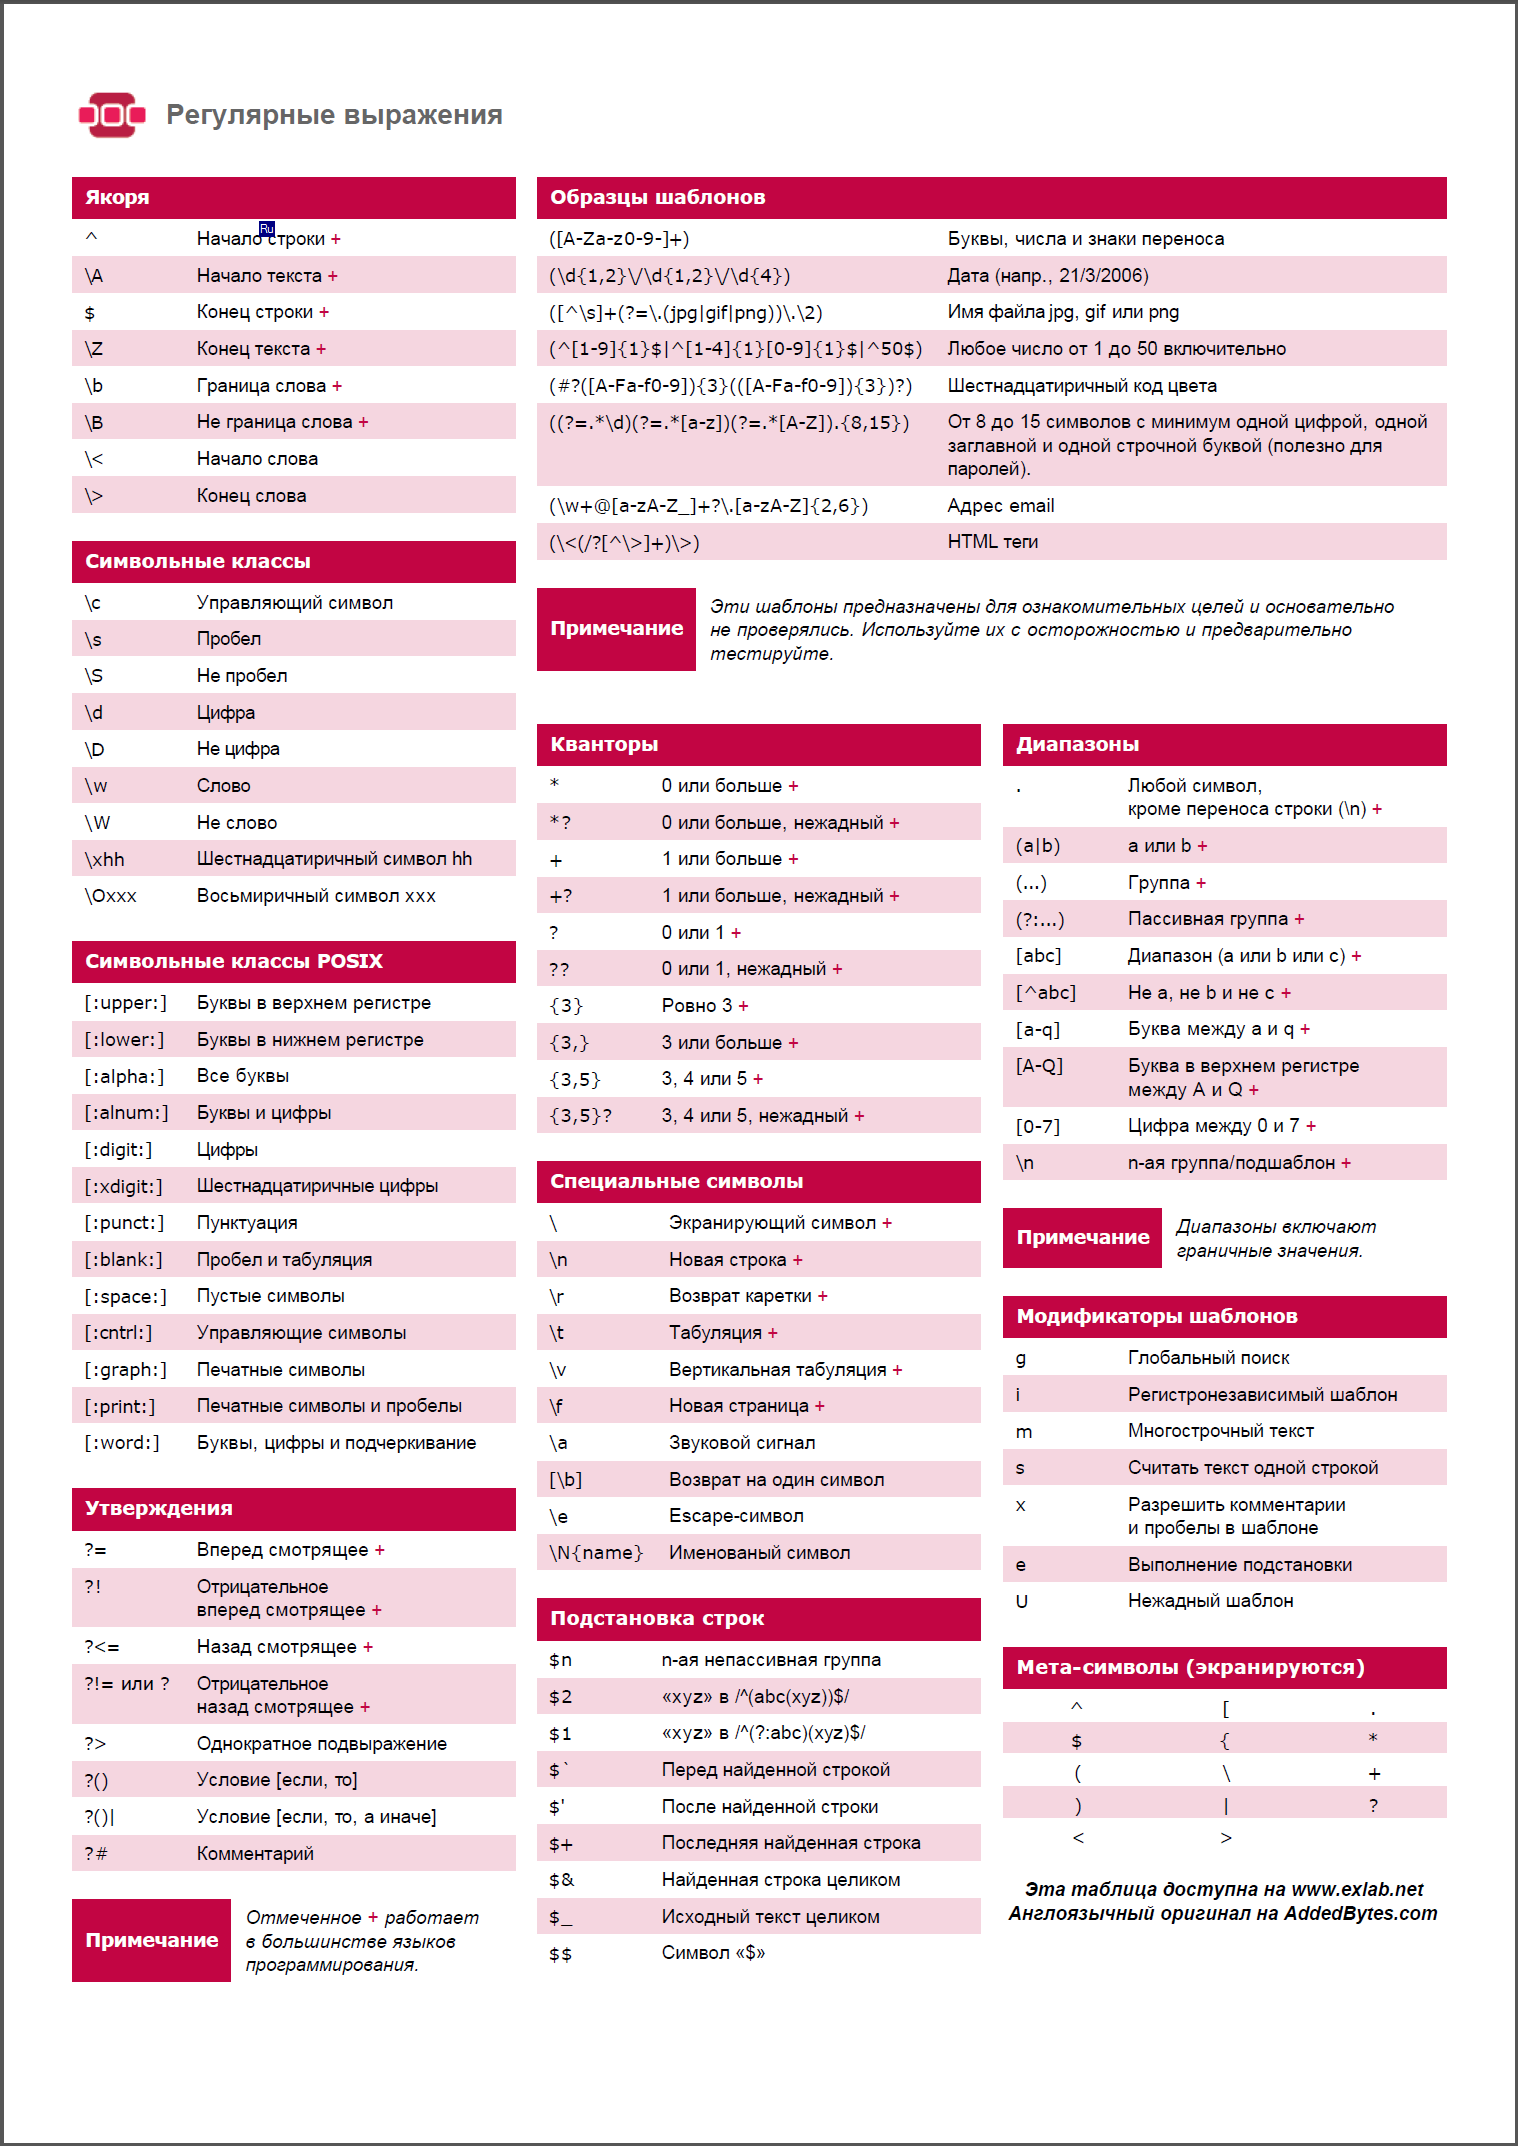 Регулярные выражения
Якоря
^ Начало строки +
Ru
\A Начало текста +
$ Конец строки +
\Z Конец текста +
\b Граница слова +
\B Не граница слова +
\< Начало слова
\> Конец слова
Символьные классы
\c Управляющий символ
\s Пробел
\S Не пробел
\d Цифра
\D Не цифра
\w Слово
\W Не слово
\xhh Шестнадцатиричный символ hh
\Oxxx Восьмиричный символ xxx
Символьные классы POSIX
[:upper:] Буквы в верхнем регистре
[:lower:] Буквы в нижнем регистре
[:alpha:] Все буквы
[:alnum:] Буквы и цифры
[:digit:] Цифры
[:xdigit:] Шестнадцатиричные цифры
[:punct:] Пунктуация
[:blank:] Пробел и табуляция
[:space:] Пустые символы
[:cntrl:] Управляющие символы
[:graph:] Печатные символы
[:print:] Печатные символы и пробелы
[:word:] Буквы, цифры и подчеркивание
Утверждения
?= Вперед смотрящее +
?! Отрицательное
вперед смотрящее +
?<= Назад смотрящее +
?!= или ? Отрицательное
назад смотрящее +
?> Однократное подвыражение
?() Условие [если, то]
?()| Условие [если, то, а иначе]
?# Комментарий
Примечание
Отмеченное + работает
в большинстве языков
программирования.
Образцы шаблонов
([A-Za-z0-9-]+) Буквы, числа и знаки переноса
(\d{1,2}\/\d{1,2}\/\d{4}) Дата (напр., 21/3/2006)
([^\s]+(?=\.(jpg|gif|png))\.\2) Имя файла jpg, gif или png
(^[1-9]{1}$|^[1-4]{1}[0-9]{1}$|^50$) Любое число от 1 до 50 включительно
(#?([A-Fa-f0-9]){3}(([A-Fa-f0-9]){3})?) Шестнадцатиричный код цвета
((?=.*\d)(?=.*[a-z])(?=.*[A-Z]).{8,15}) От 8 до 15 символов с минимум одной цифрой, одной
заглавной и одной строчной буквой (полезно для
паролей).
(\w+@[a-zA-Z_]+?\.[a-zA-Z]{2,6}) Адрес email
(\<(/?[^\>]+)\>) HTML теги
Примечание
Эти шаблоны предназначены для ознакомительных целей и основательно
не проверялись. Используйте их с осторожностью и предварительно
тестируйте.
Кванторы
* 0 или больше +
*? 0 или больше, нежадный +
+ 1 или больше +
+? 1 или больше, нежадный +
? 0 или 1 +
?? 0 или 1, нежадный +
{3} Ровно 3 +
{3,} 3 или больше +
{3,5} 3, 4 или 5 +
{3,5}? 3, 4 или 5, нежадный +
Специальные символы
\ Экранирующий символ +
\n Новая строка +
\r Возврат каретки +
\t Табуляция +
\v Вертикальная табуляция +
\f Новая страница +
\a Звуковой сигнал
[\b] Возврат на один символ
\e Escape-символ
\N{name} Именованый символ
Подстановка строк
$n n-ая непассивная группа
$2 «xyz» в /^(abc(xyz))$/
$1 «xyz» в /^(?:abc)(xyz)$/
$` Перед найденной строкой
$' После найденной строки
$+ Последняя найденная строка
$& Найденная строка целиком
$_ Исходный текст целиком
$$ Символ «$»
Диапазоны
. Любой символ,
кроме переноса строки (\n) +
(a|b) a или b +
(...) Группа +
(?:...) Пассивная группа +
[abc] Диапазон (a или b или c) +
[^abc] Не a, не b и не c +
[a-q] Буква между a и q +
[A-Q] Буква в верхнем регистре
между A и Q +
[0-7] Цифра между 0 и 7 +
\n n-ая группа/подшаблон +
Примечание
Диапазоны включают
граничные значения.
Модификаторы шаблонов
g Глобальный поиск
i Регистронезависимый шаблон
m Многострочный текст
s Считать текст одной строкой
x Разрешить комментарии
и пробелы в шаблоне
e Выполнение подстановки
U Нежадный шаблон
Мета-символы (экранируются)
^ [ .
$ { *
( \ +
) | ?
< >
Эта таблица доступна на www.exlab.net
Англоязычный оригинал на AddedBytes.com